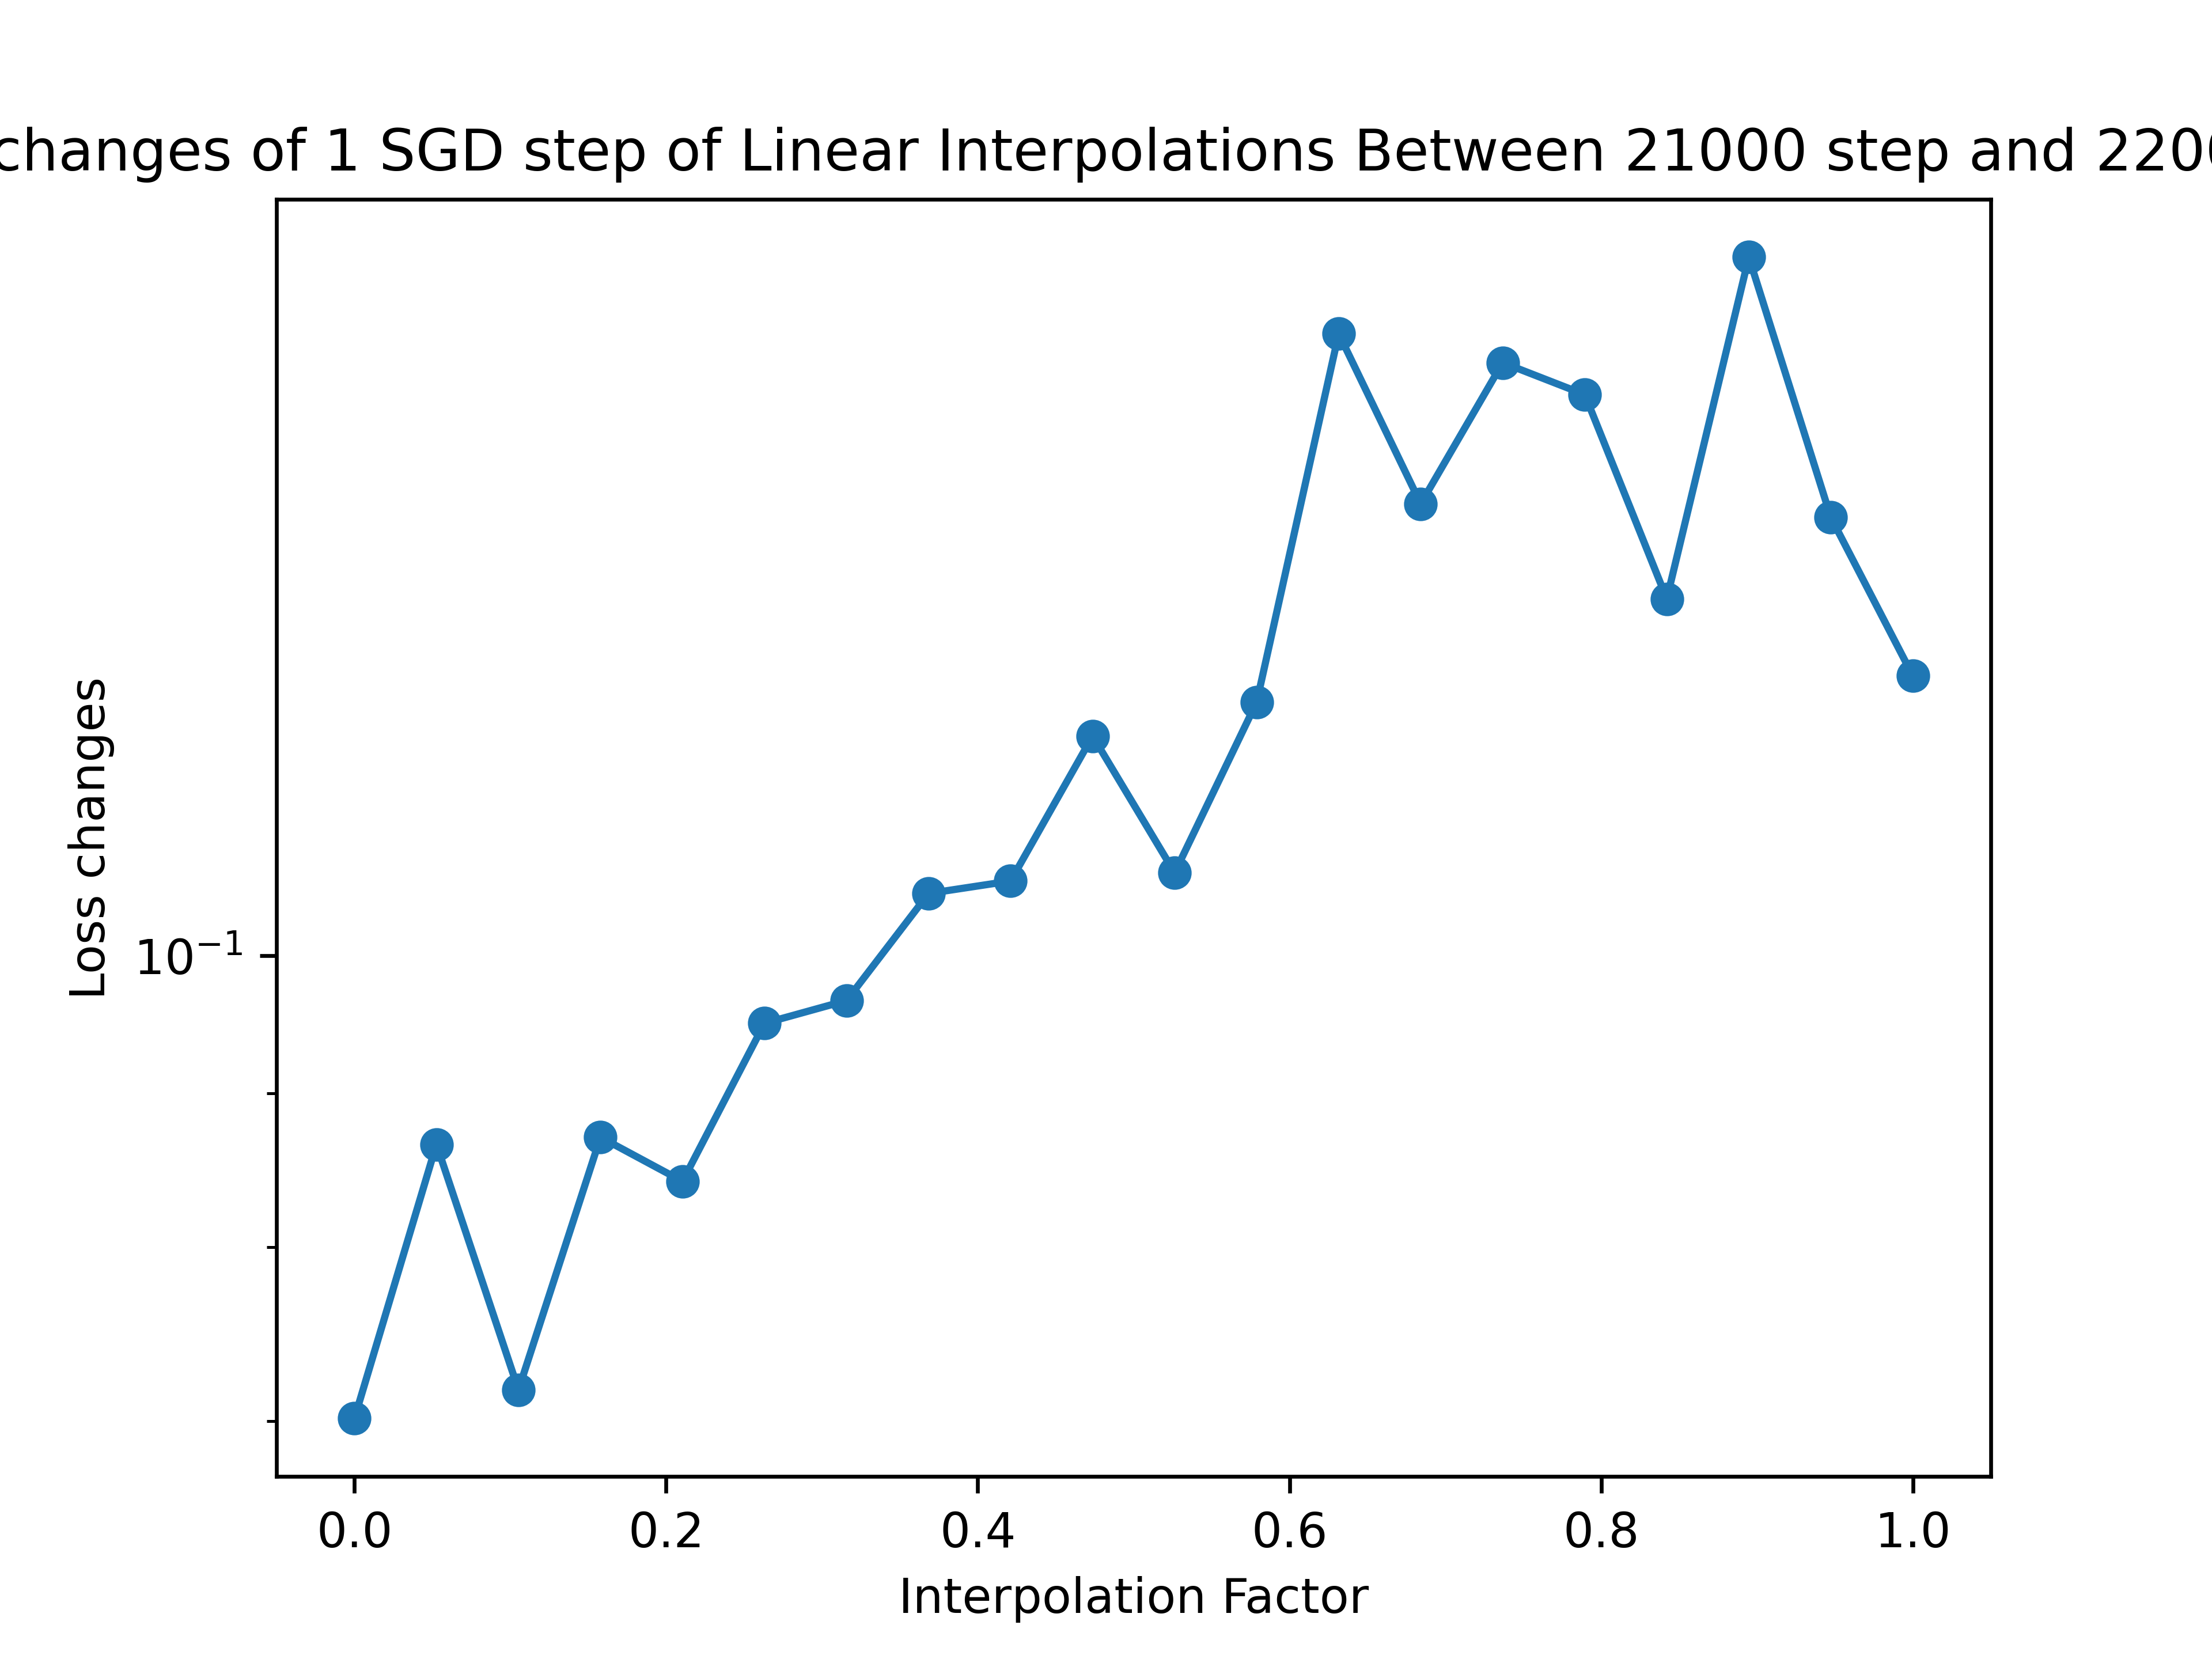 changes of 1 SGD step of Linear Interpolations Between 21000 step and 220
Loss changes
10⁻¹
0.0 0.2 0.4 0.6 0.8 1.0
Interpolation Factor